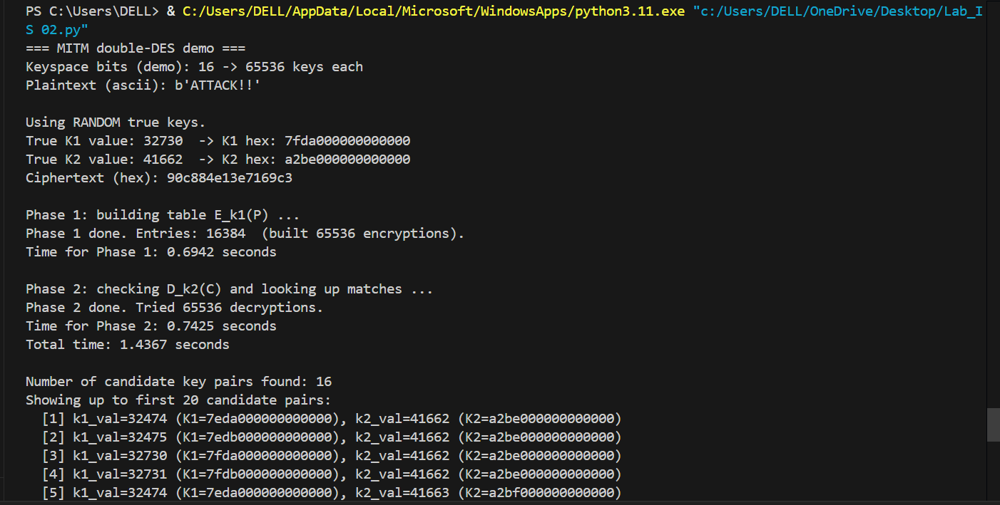 PS C:\Users\DELL> & C:/Users/DELL/AppData/Local/Microsoft/WindowsApps/python3.11.exe "c:/Users/DELL/OneDrive/Desktop/Lab_I
S 02.py"
=== MITM double-DES demo ===
Keyspace bits (demo): 16 -> 65536 keys each
Plaintext (ascii): b'ATTACK!!'

Using RANDOM true keys.
True K1 value: 32730  -> K1 hex: 7fda000000000000
True K2 value: 41662  -> K2 hex: a2be000000000000
Ciphertext (hex): 90c884e13e7169c3

Phase 1: building table E_k1(P) ...
Phase 1 done. Entries: 16384  (built 65536 encryptions).
Time for Phase 1: 0.6942 seconds

Phase 2: checking D_k2(C) and looking up matches ...
Phase 2 done. Tried 65536 decryptions.
Time for Phase 2: 0.7425 seconds
Total time: 1.4367 seconds

Number of candidate key pairs found: 16
Showing up to first 20 candidate pairs:
  [1] k1_val=32474 (K1=7eda000000000000), k2_val=41662 (K2=a2be000000000000)
  [2] k1_val=32475 (K1=7edb000000000000), k2_val=41662 (K2=a2be000000000000)
  [3] k1_val=32730 (K1=7fda000000000000), k2_val=41662 (K2=a2be000000000000)
  [4] k1_val=32731 (K1=7fdb000000000000), k2_val=41662 (K2=a2be000000000000)
  [5] k1_val=32474 (K1=7eda000000000000), k2_val=41663 (K2=a2bf000000000000)